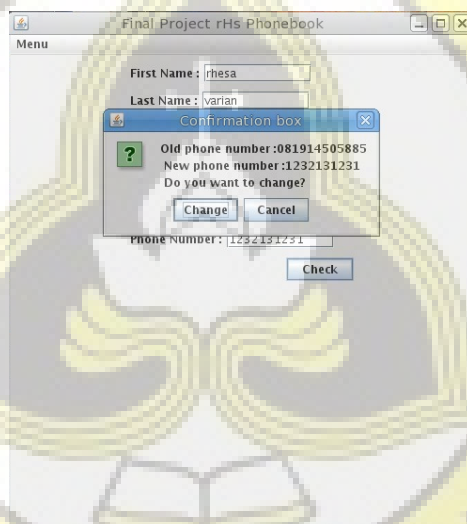 Final Project rHs Phonebook
Menu
First Name : rhesa
Last Name : varian
Confirmation box
Old phone number :081914505885
New phone number :1232131231
Do you want to change?
Change Cancel
Phone Number : 1232131231
Check